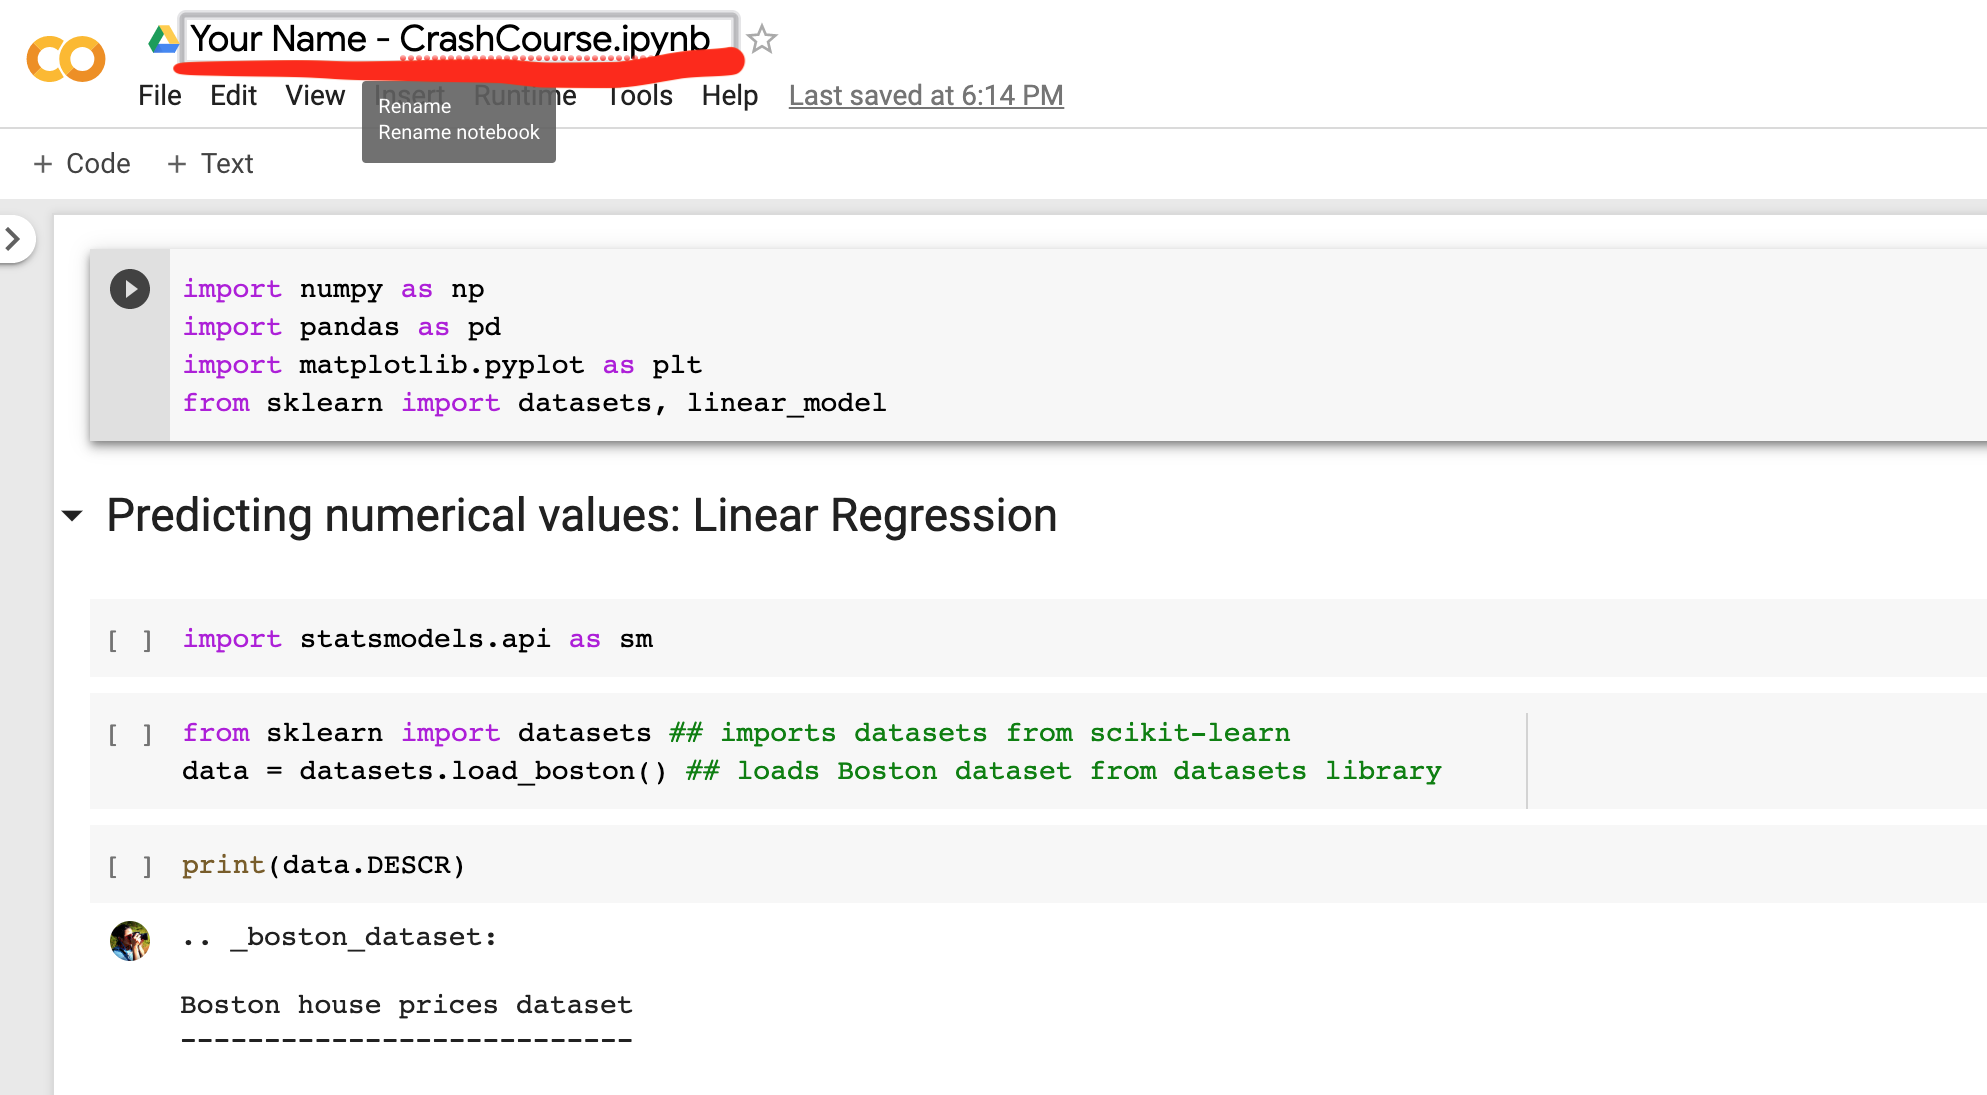 Your Name - CrashCourse.ipynb
File Edit View Insert Runtime Tools Help Last saved at 6:14 PM
Rename
Rename notebook
+ Code + Text
import numpy as np
import pandas as pd
import matplotlib.pyplot as plt
from sklearn import datasets, linear_model
Predicting numerical values: Linear Regression
[ ] import statsmodels.api as sm
[ ] from sklearn import datasets ## imports datasets from scikit-learn
data = datasets.load_boston() ## loads Boston dataset from datasets library
[ ] print(data.DESCR)
.. _boston_dataset:
Boston house prices dataset
---------------------------